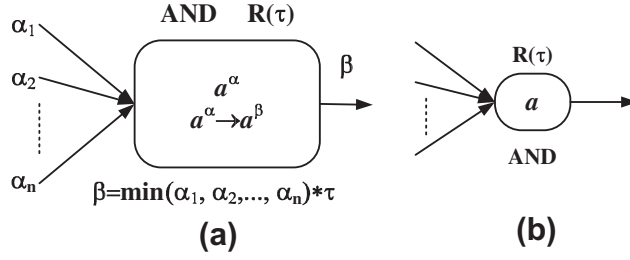 AND R(τ)
α₁
α₂
αₙ
a^α
a^α→a^β
β
β=min(α₁, α₂,..., αₙ)*τ
(a)
R(τ)
a
AND
(b)